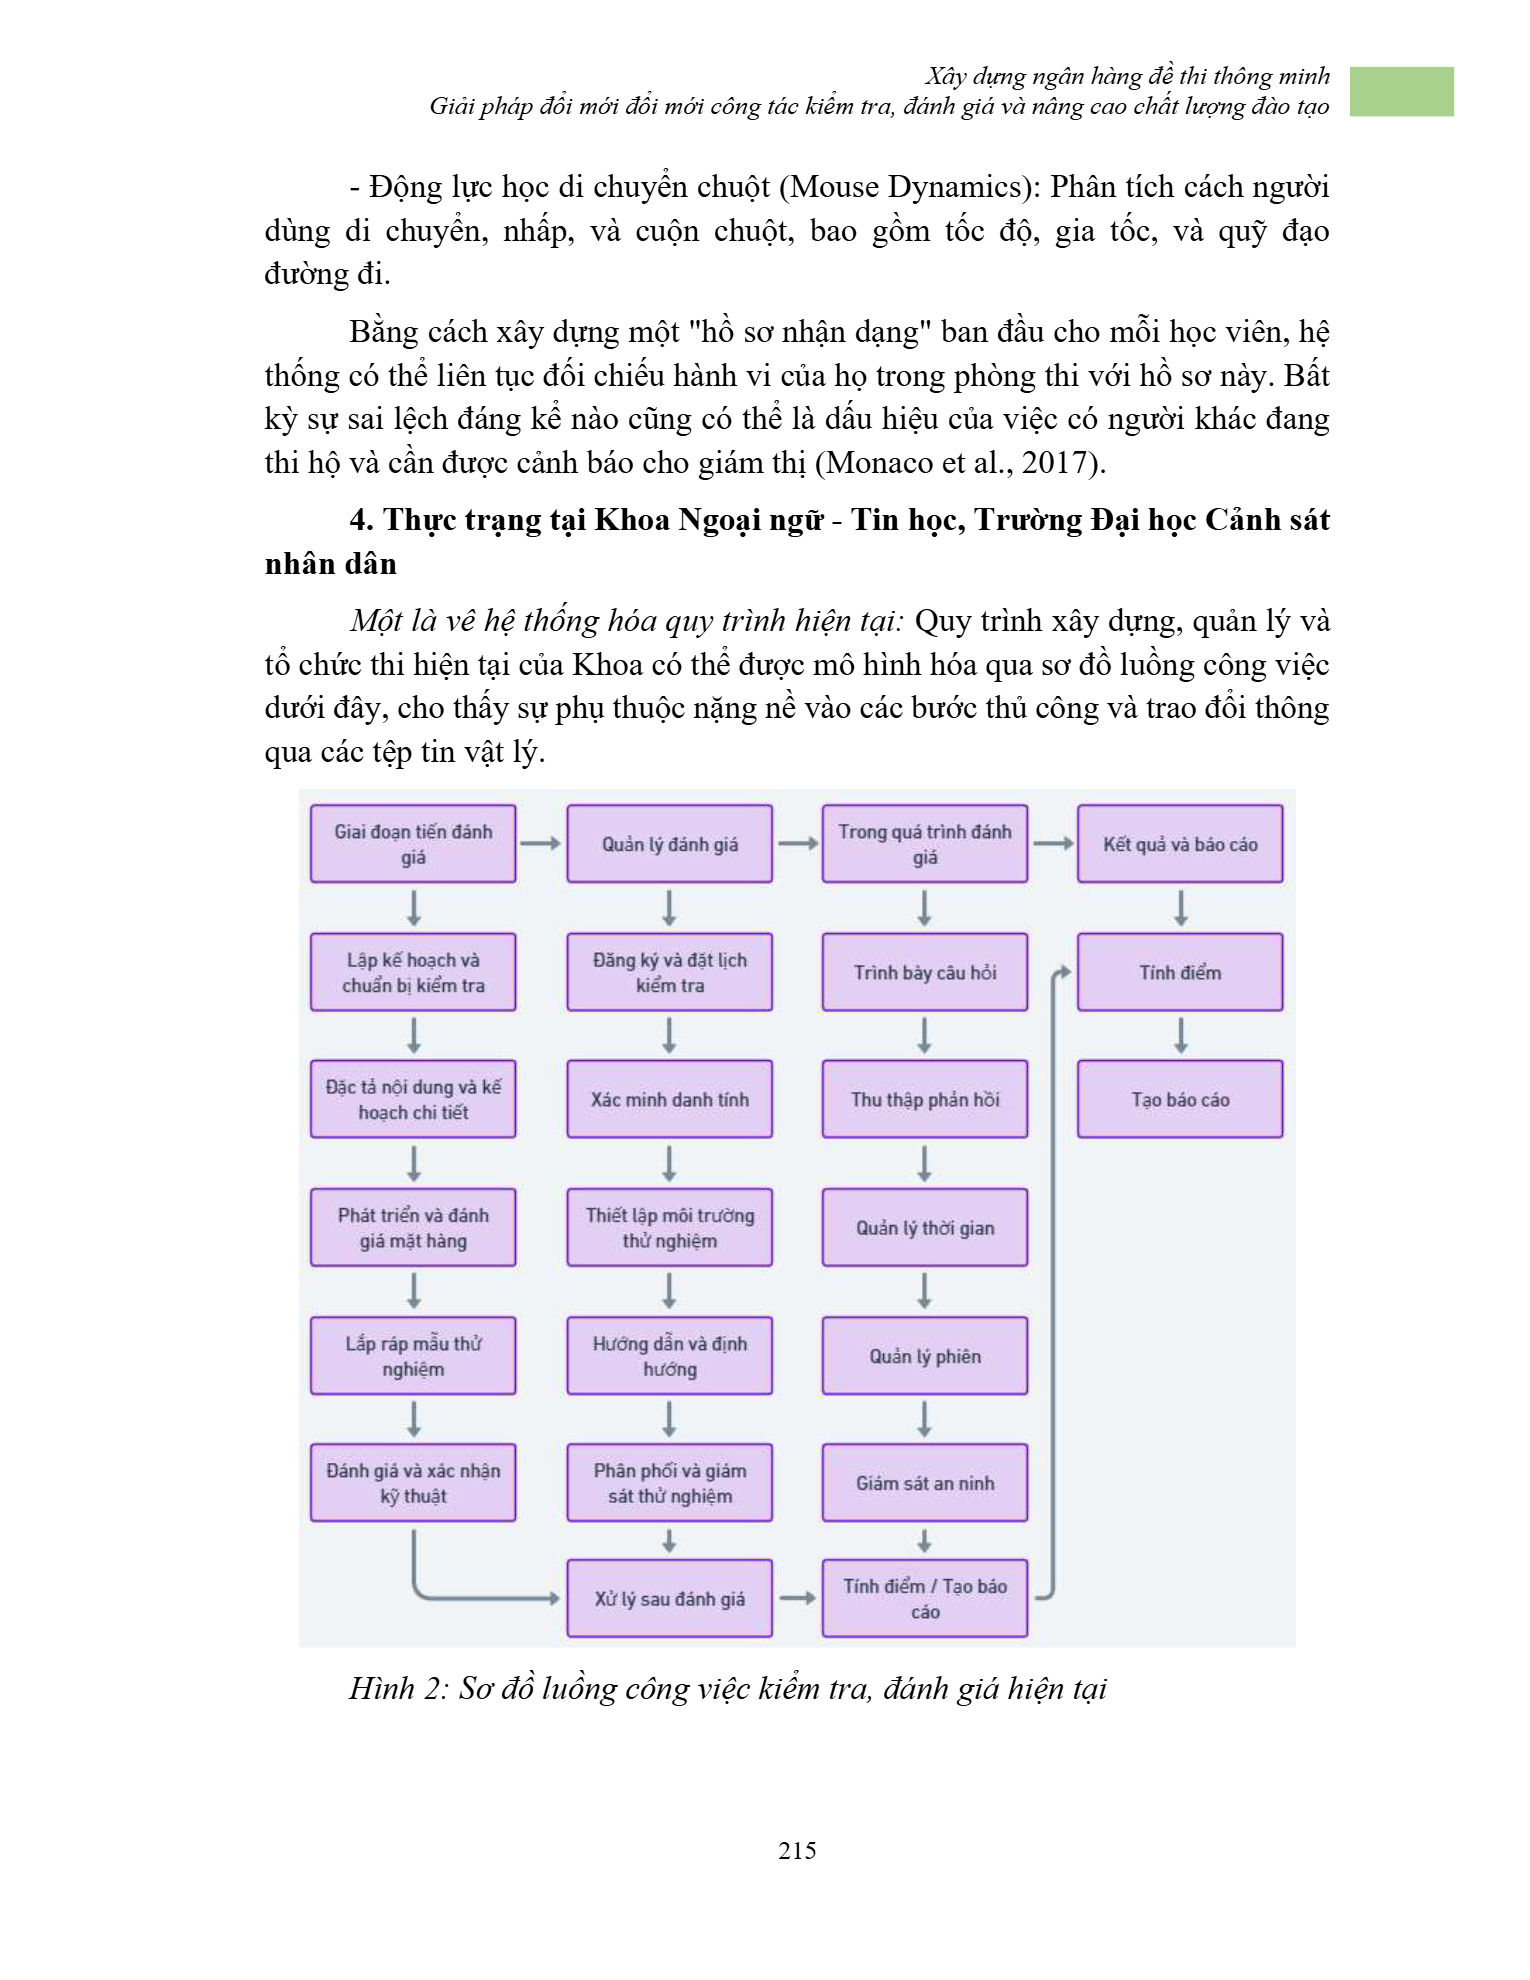 Xây dựng ngân hàng đề thi thông minh
Giải pháp đổi mới đổi mới công tác kiểm tra, đánh giá và nâng cao chất lượng đào tạo
- Động lực học di chuyển chuột (Mouse Dynamics): Phân tích cách người
dùng di chuyển, nhấp, và cuộn chuột, bao gồm tốc độ, gia tốc, và quỹ đạo
đường đi.
Bằng cách xây dựng một "hồ sơ nhận dạng" ban đầu cho mỗi học viên, hệ
thống có thể liên tục đối chiếu hành vi của họ trong phòng thi với hồ sơ này. Bất
kỳ sự sai lệch đáng kể nào cũng có thể là dấu hiệu của việc có người khác đang
thi hộ và cần được cảnh báo cho giám thị (Monaco et al., 2017).
4. Thực trạng tại Khoa Ngoại ngữ - Tin học, Trường Đại học Cảnh sát
nhân dân
Một là vê hệ thống hóa quy trình hiện tại: Quy trình xây dựng, quản lý và
tổ chức thi hiện tại của Khoa có thể được mô hình hóa qua sơ đồ luồng công việc
dưới đây, cho thấy sự phụ thuộc nặng nề vào các bước thủ công và trao đổi thông
qua các tệp tin vật lý.
Giai đoạn tiến đánh
giá
Lập kế hoạch và
chuẩn bị kiểm tra
Đặc tả nội dung và kế
hoạch chi tiết
Phát triển và đánh
giá mặt hàng
Lắp ráp mẫu thử
nghiệm
Đánh giá và xác nhận
kỹ thuật
Quản lý đánh giá
Đăng ký và đặt lịch
kiểm tra
Xác minh danh tính
Thiết lập môi trường
thử nghiệm
Hướng dẫn và định
hướng
Phân phối và giám
sát thử nghiệm
Xử lý sau đánh giá
Trong quá trình đánh
giá
Trình bày câu hỏi
Thu thập phản hồi
Quản lý thời gian
Quản lý phiên
Giám sát an ninh
Tính điểm / Tạo báo
cáo
Kết quả và báo cáo
Tính điểm
Tạo báo cáo
Hình 2: Sơ đồ luồng công việc kiểm tra, đánh giá hiện tại
215